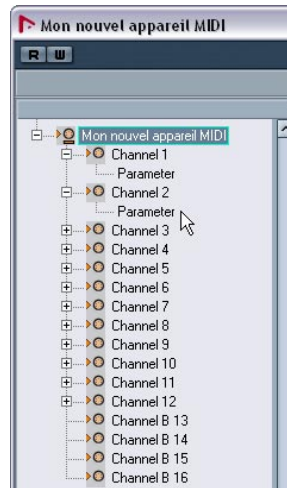 Mon nouvel appareil MIDI
R W
Mon nouvel appareil MIDI
Channel 1
Parameter
Channel 2
Parameter
Channel 3
Channel 4
Channel 5
Channel 6
Channel 7
Channel 8
Channel 9
Channel 10
Channel 11
Channel 12
Channel B 13
Channel B 14
Channel B 15
Channel B 16